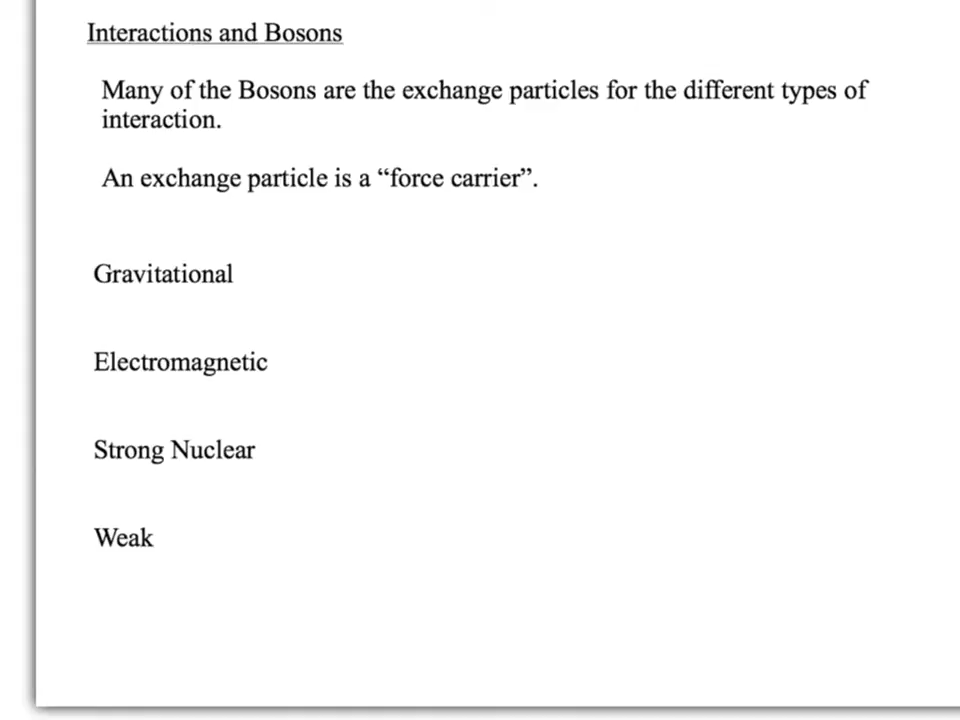 Interactions and Bosons
Many of the Bosons are the exchange particles for the different types of
interaction.
An exchange particle is a “force carrier”.
Gravitational
Electromagnetic
Strong Nuclear
Weak